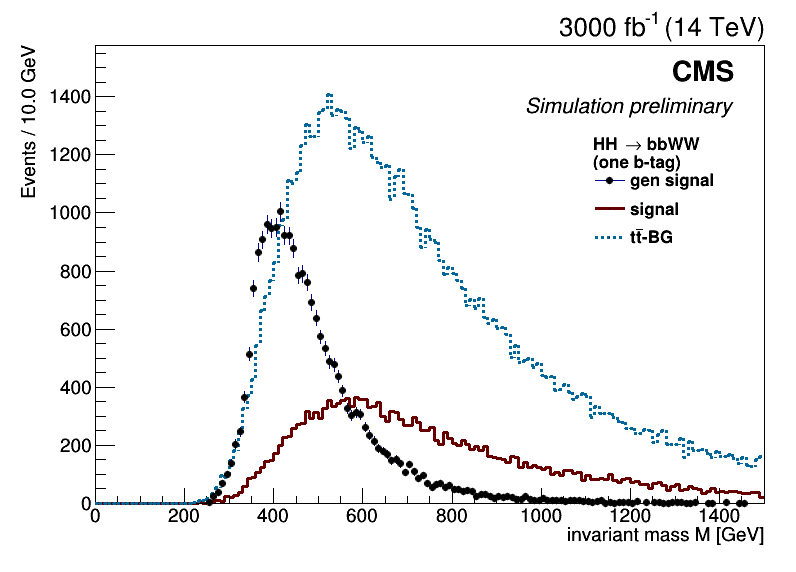 3000 fb-1 (14 TeV)
CMS
Simulation preliminary
HH → bbWW
(one b-tag)
gen signal
signal
tt̄-BG
Events / 10.0 GeV
1400
1200
1000
800
600
400
200
0
0 200 400 600 800 1000 1200 1400
invariant mass M [GeV]